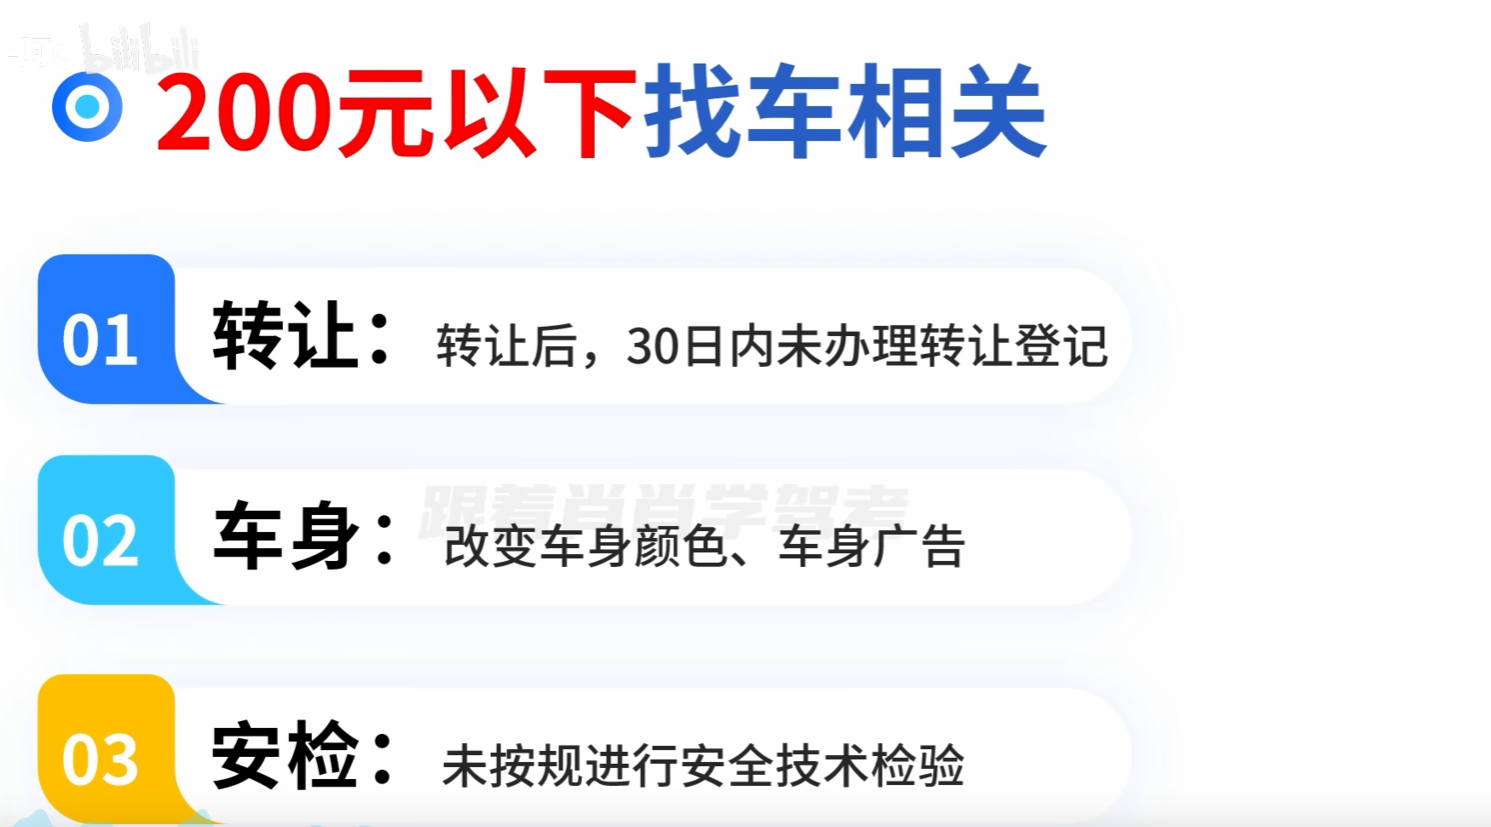 bilibili
200元以下找车相关
01
转让：转让后，30日内未办理转让登记
跟着肖肖学驾考
02
车身：改变车身颜色、车身广告
03
安检：未按规进行安全技术检验